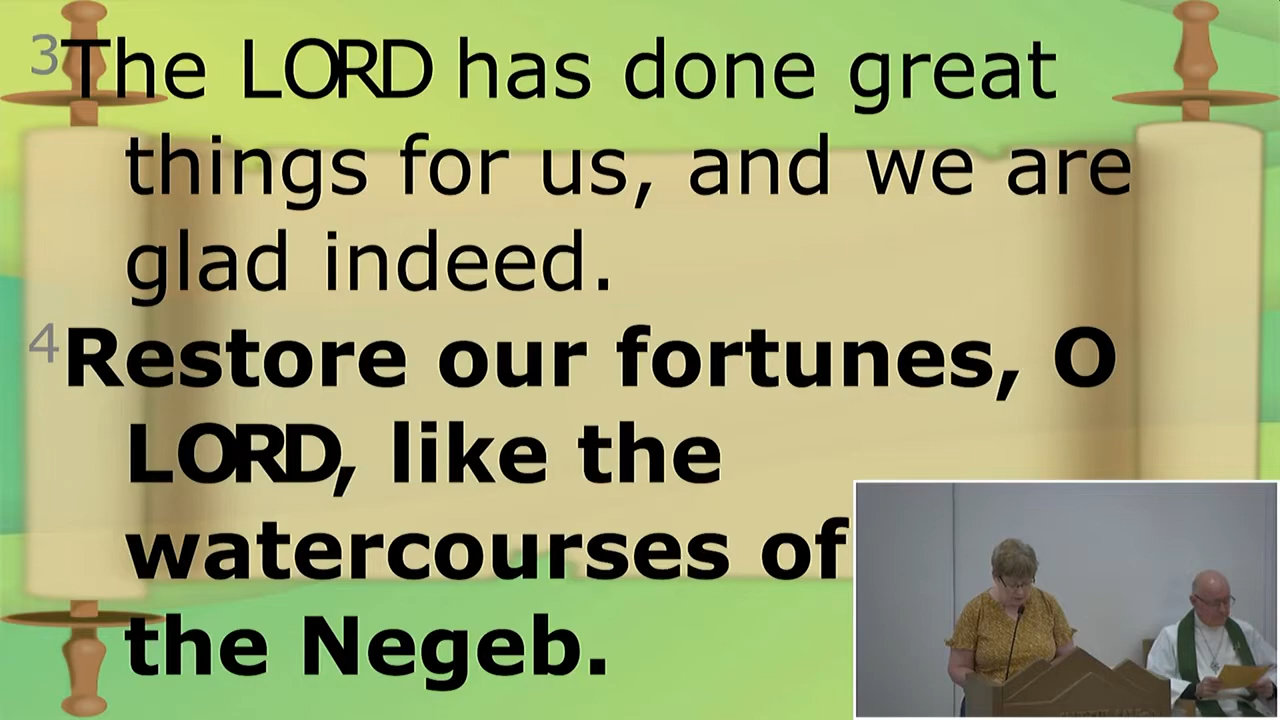 3The LORD has done great
things for us, and we are
glad indeed.
4Restore our fortunes, O
LORD, like the
watercourses of
the Negeb.